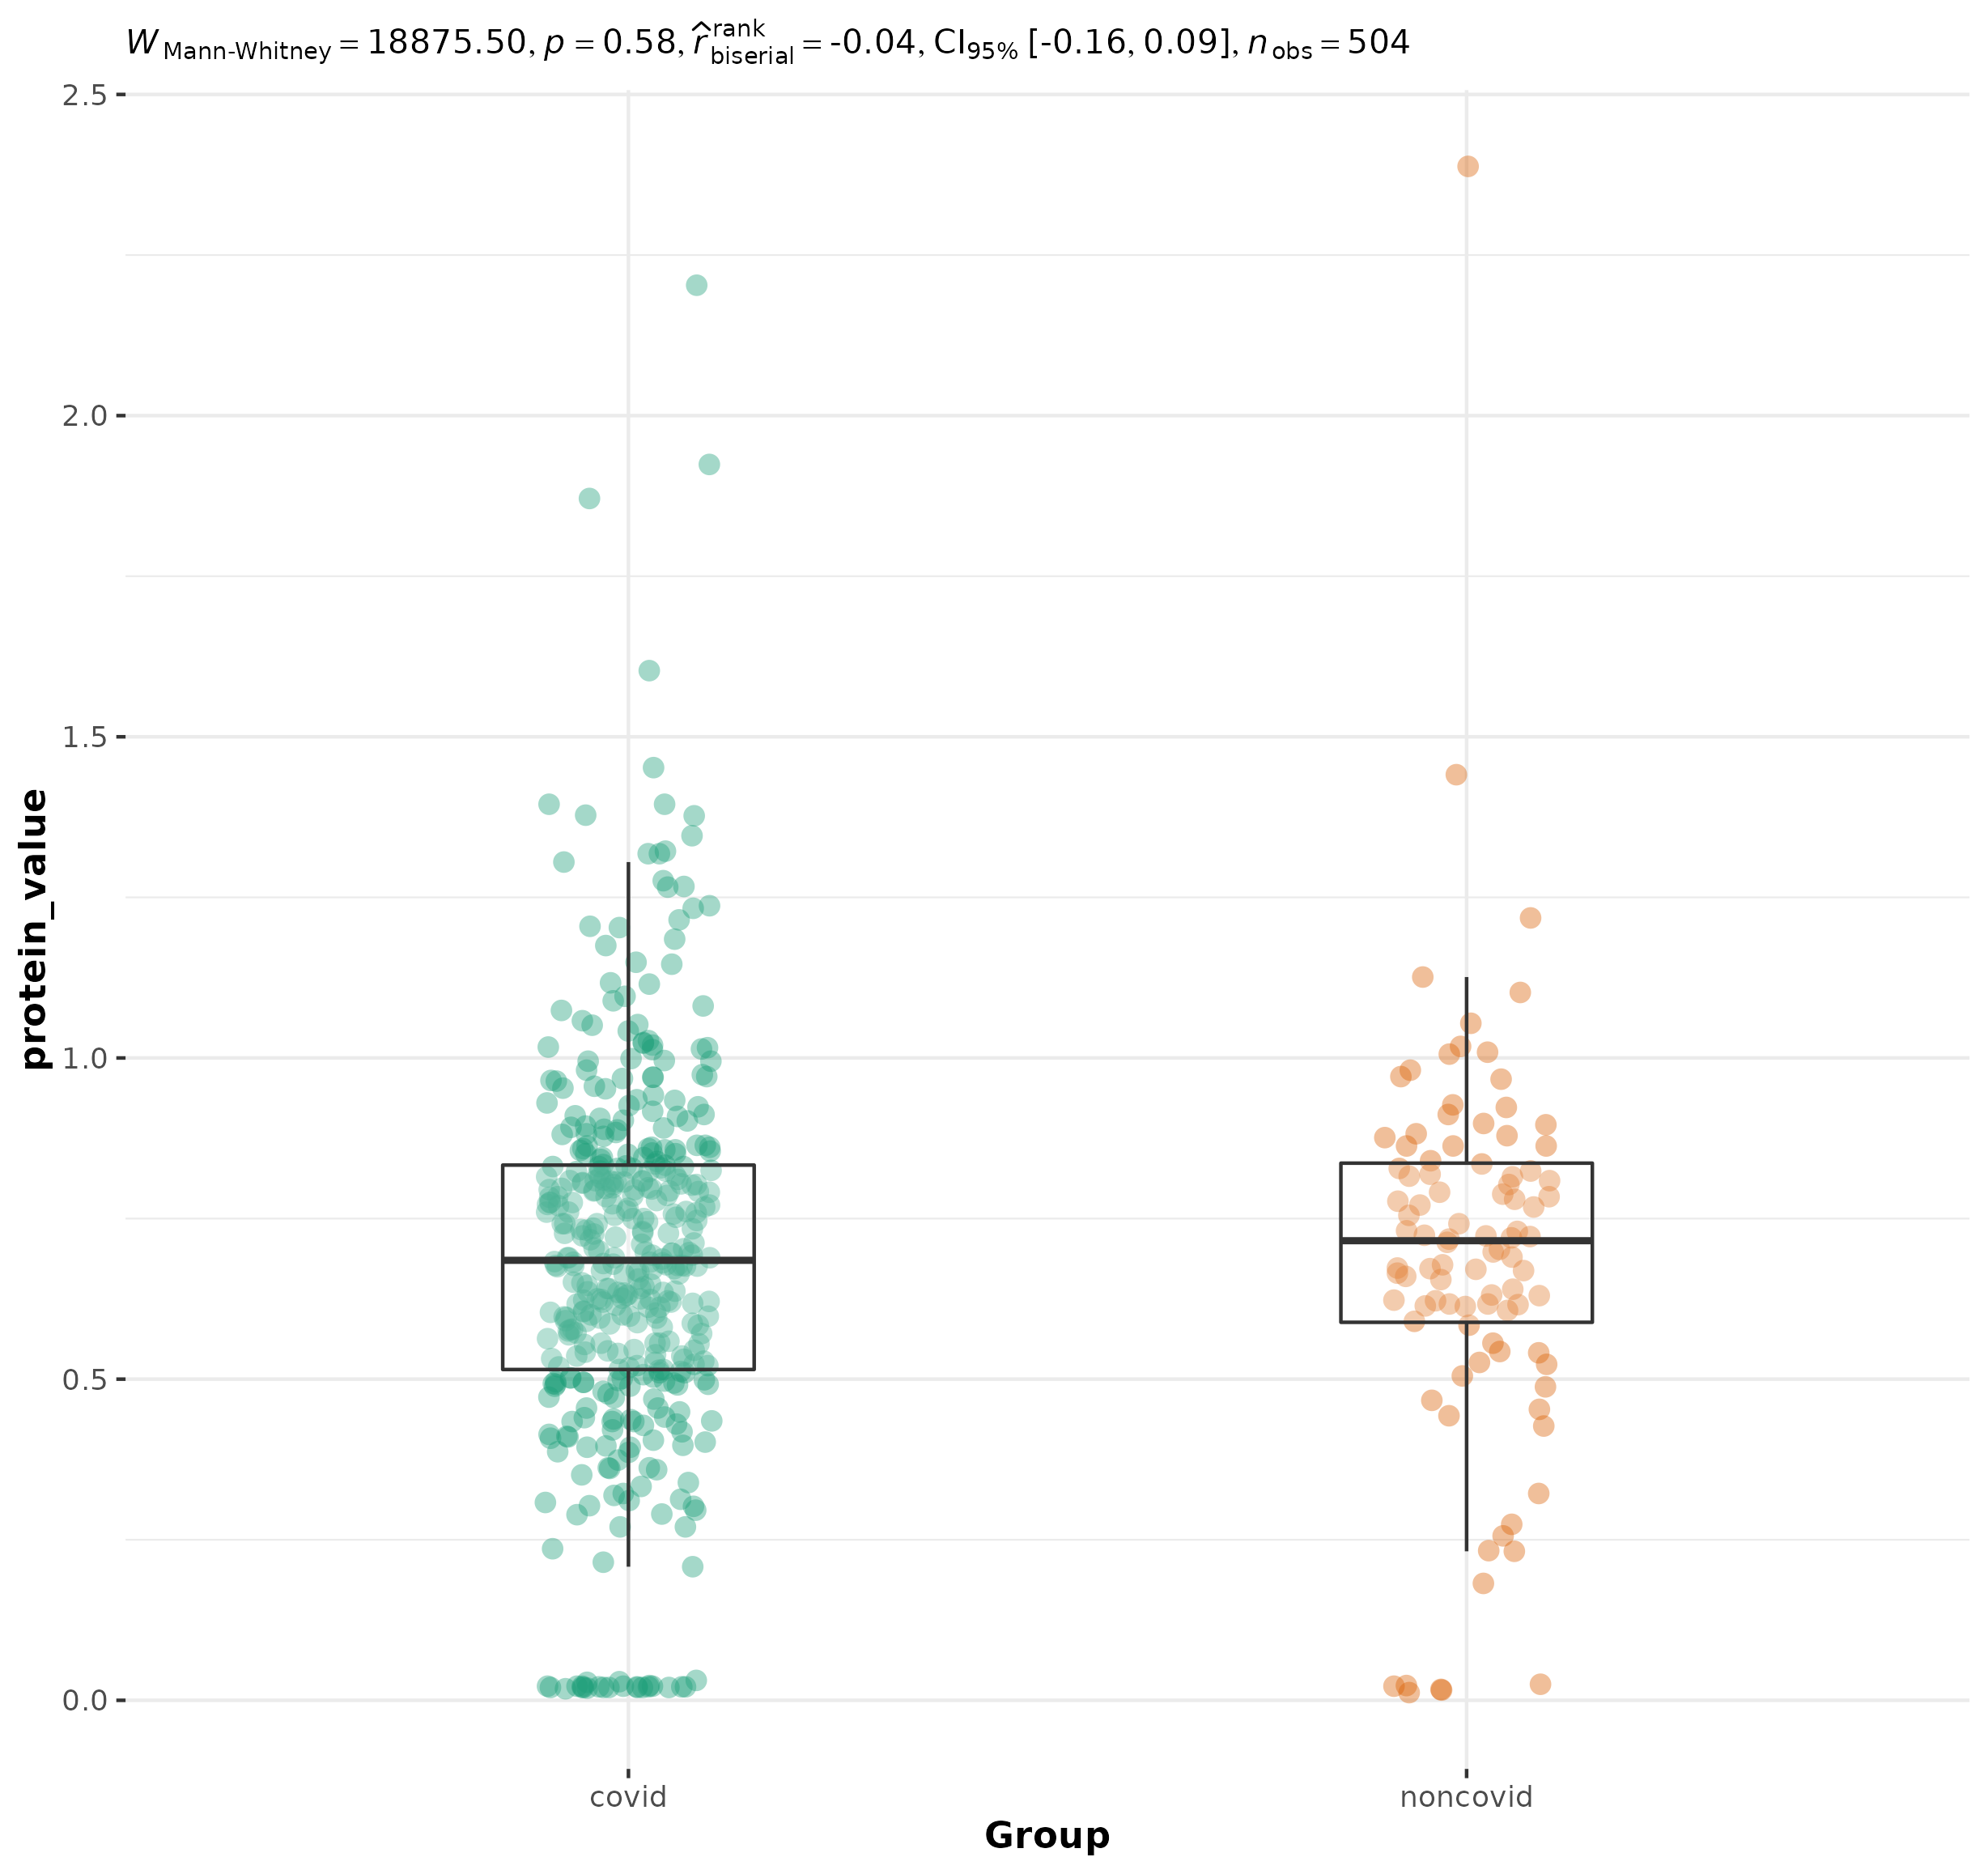 W Mann-Whitney = 18875.50, p = 0.58, r̂ rank biserial = -0.04, CI95% [-0.16, 0.09], n obs = 504
2.5
2.0
1.5
1.0
0.5
0.0
protein_value
covid noncovid
Group